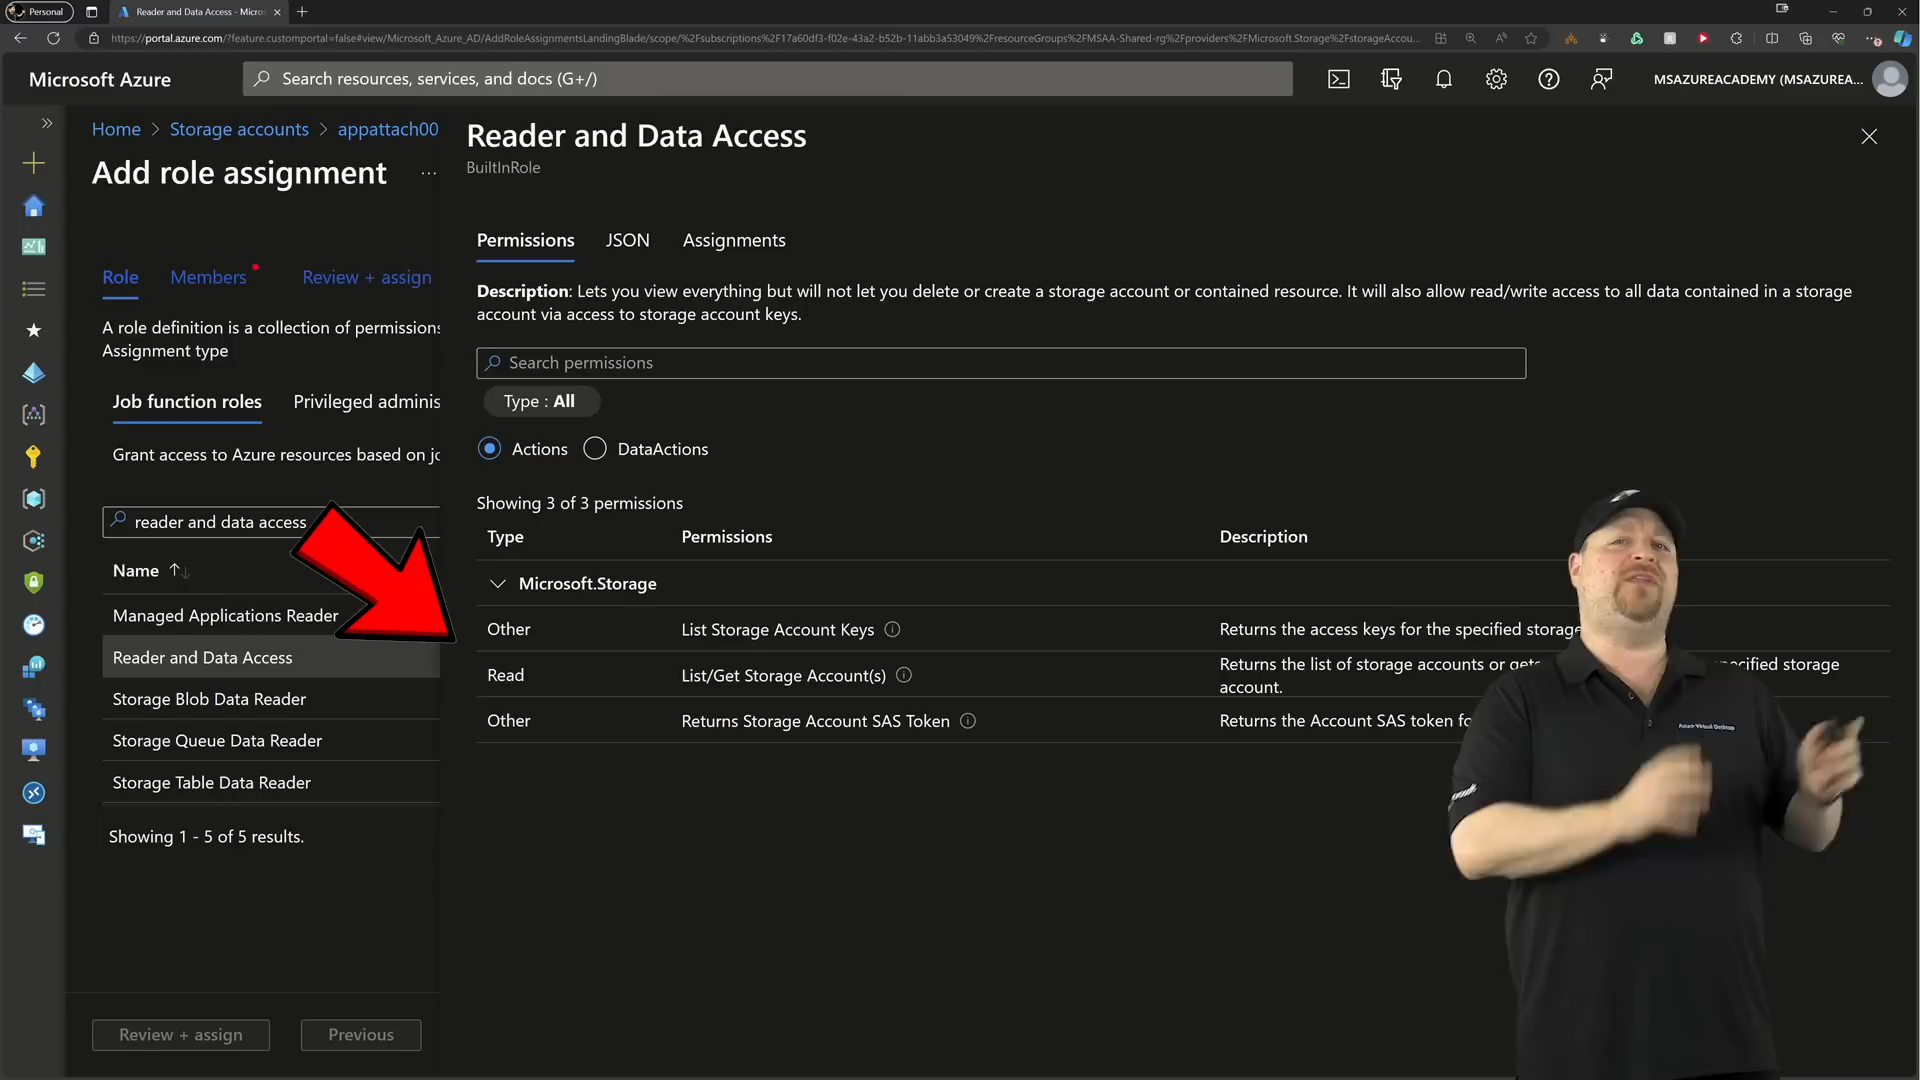 Personal
Reader and Data Access - Micro
https://portal.azure.com/?feature.customportal=false#view/Microsoft_Azure_AD/AddRoleAssignmentsLandingBlade/scope/%2Fsubscriptions%2F17a60df3-f02e-43a2-b52b-11abb3a53049%2FresourceGroups%2FMSAA-Shared-rg%2Fproviders%2FMicrosoft.Storage%2FstorageAccou...
Microsoft Azure
Search resources, services, and docs (G+/)
MSAZUREACADEMY (MSAZUREA...
Home > Storage accounts > appattach00
Add role assignment ...
Role
Members
Review + assign
A role definition is a collection of permissions
Assignment type
Job function roles
Privileged adminis
Grant access to Azure resources based on jo
reader and data access
Name
Managed Applications Reader
Reader and Data Access
Storage Blob Data Reader
Storage Queue Data Reader
Storage Table Data Reader
Showing 1 - 5 of 5 results.
Review + assign
Previous
Reader and Data Access
BuiltInRole
Permissions
JSON
Assignments
Description: Lets you view everything but will not let you delete or create a storage account or contained resource. It will also allow read/write access to all data contained in a storage
account via access to storage account keys.
Search permissions
Type : All
Actions
DataActions
Showing 3 of 3 permissions
Type Permissions Description
Microsoft.Storage
Other List Storage Account Keys Returns the access keys for the specified storage
Read List/Get Storage Account(s) Returns the list of storage accounts or gets specified storage
account.
Other Returns Storage Account SAS Token Returns the Account SAS token fo
Azure Virtual Desktop